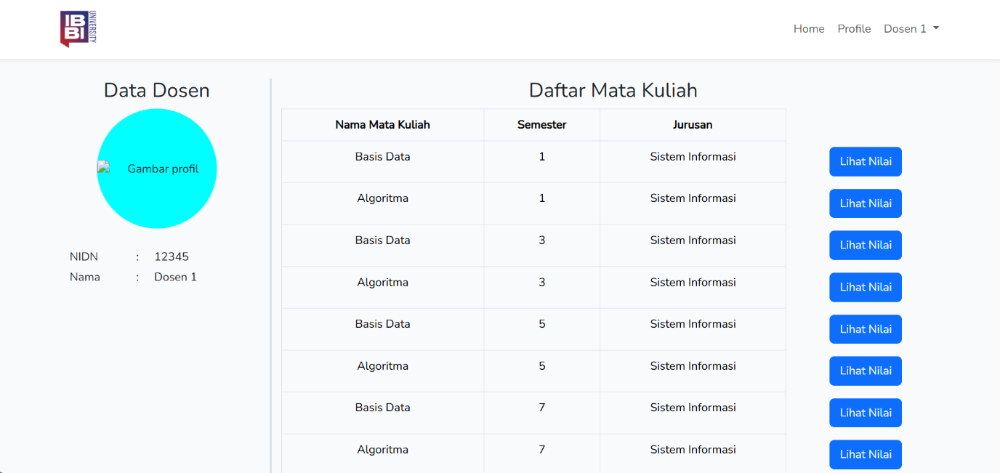 IB
BI
UNIVERSITY
Home Profile Dosen 1
Data Dosen
Gambar profil
NIDN : 12345
Nama : Dosen 1
Daftar Mata Kuliah
Nama Mata Kuliah Semester Jurusan
Basis Data 1 Sistem Informasi Lihat Nilai
Algoritma 1 Sistem Informasi Lihat Nilai
Basis Data 3 Sistem Informasi Lihat Nilai
Algoritma 3 Sistem Informasi Lihat Nilai
Basis Data 5 Sistem Informasi Lihat Nilai
Algoritma 5 Sistem Informasi Lihat Nilai
Basis Data 7 Sistem Informasi Lihat Nilai
Algoritma 7 Sistem Informasi Lihat Nilai